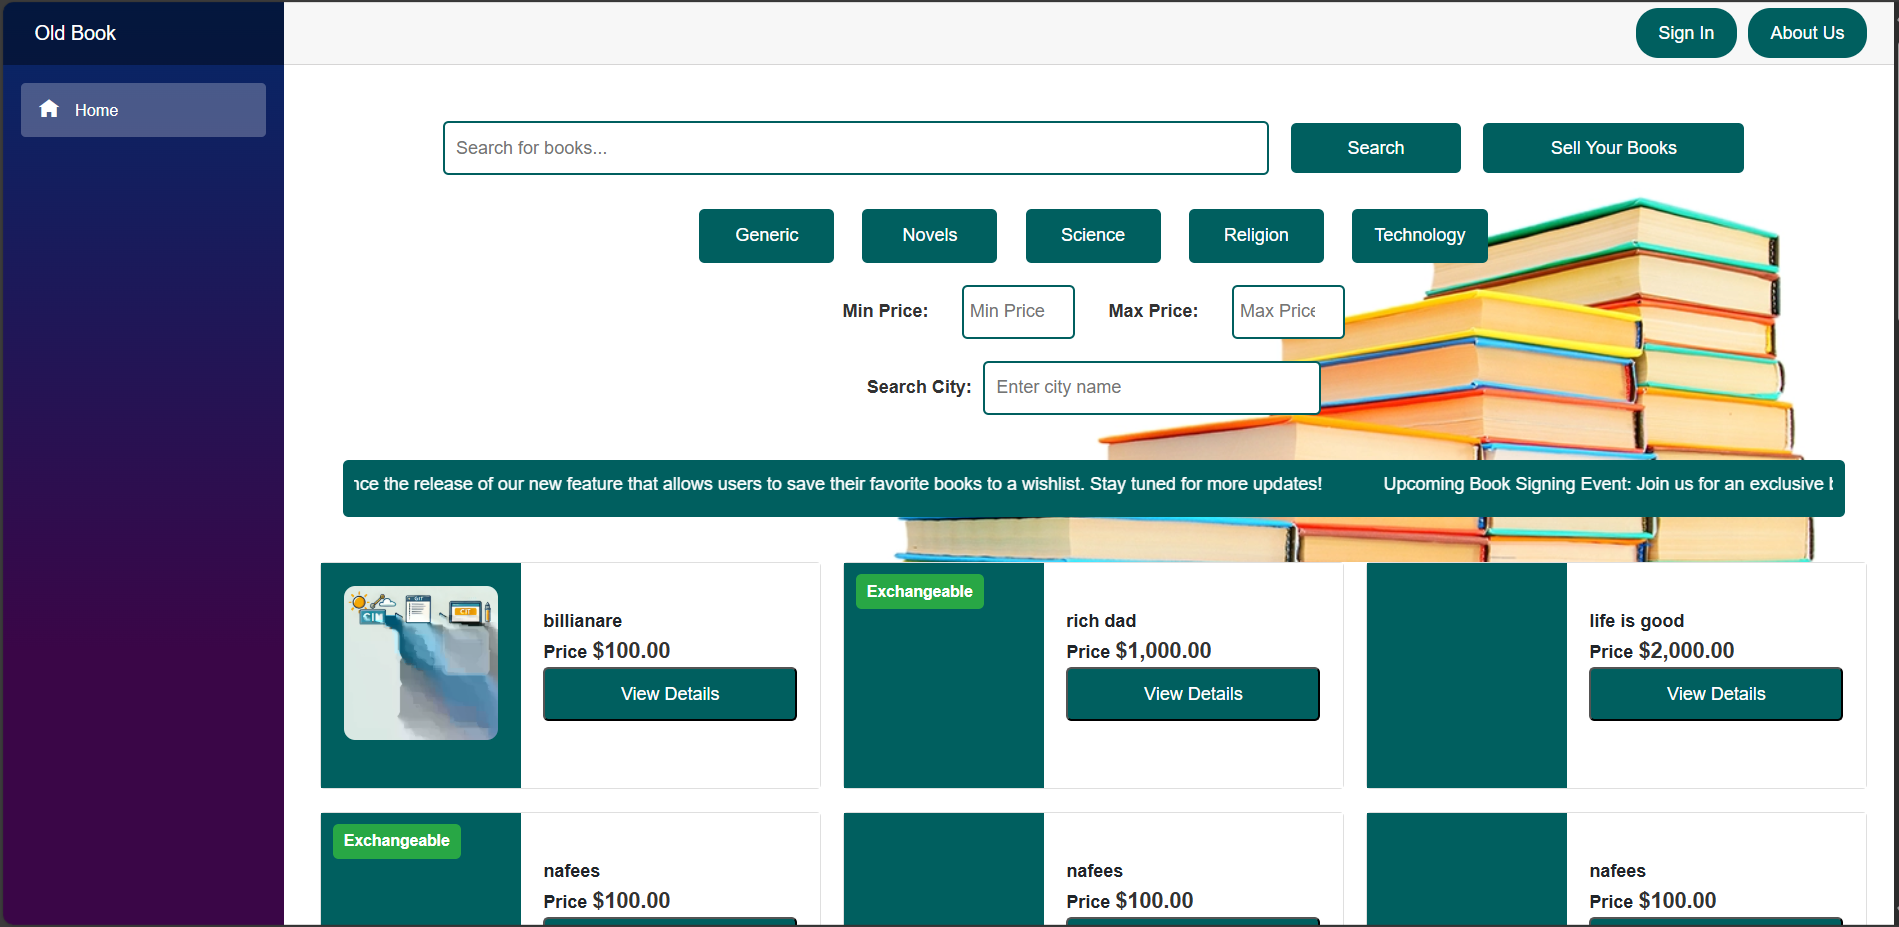 Old Book
Sign In
About Us
Home
Search for books...
Search
Sell Your Books
Generic
Novels
Science
Religion
Technology
Min Price:
Min Price
Max Price:
Max Price
Search City:
Enter city name
nce the release of our new feature that allows users to save their favorite books to a wishlist. Stay tuned for more updates!
Upcoming Book Signing Event: Join us for an exclusive
billianare
Price $100.00
View Details
Exchangeable
rich dad
Price $1,000.00
View Details
life is good
Price $2,000.00
View Details
Exchangeable
nafees
Price $100.00
nafees
Price $100.00
nafees
Price $100.00